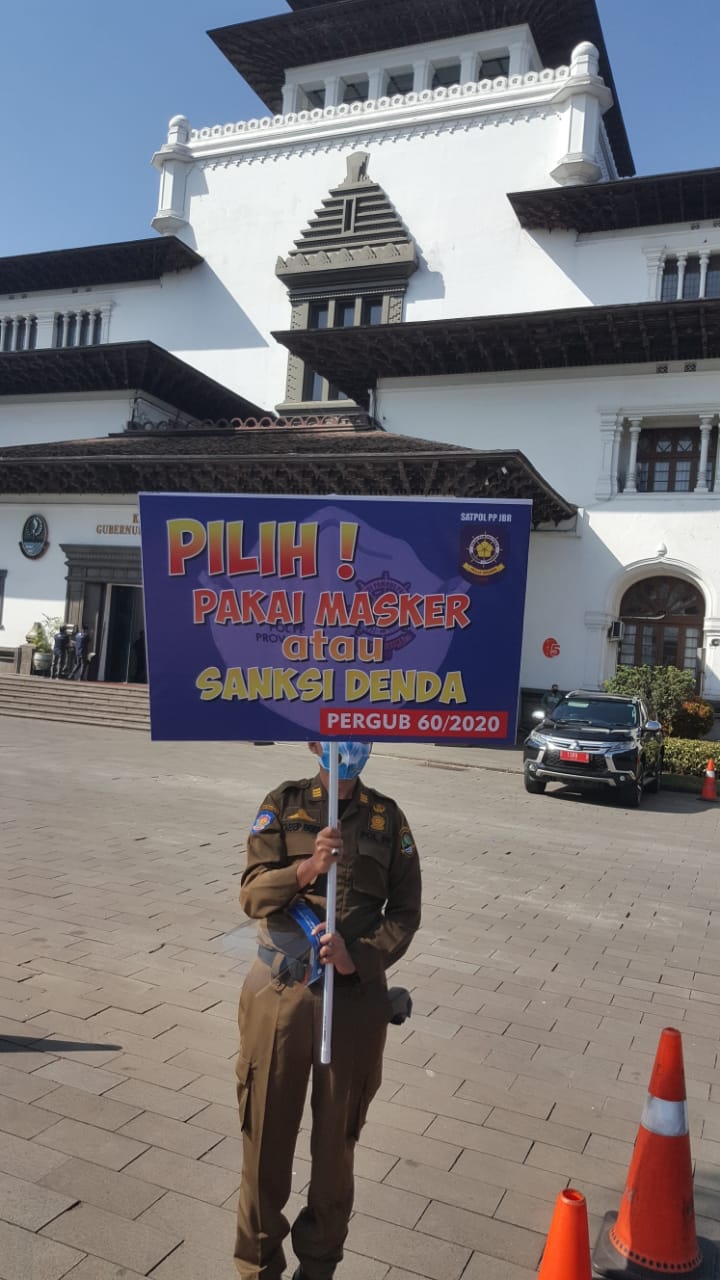 SATPOL PP JBR
PILIH !
PAKAI MASKER
atau
SANKSI DENDA
PERGUB 60/2020